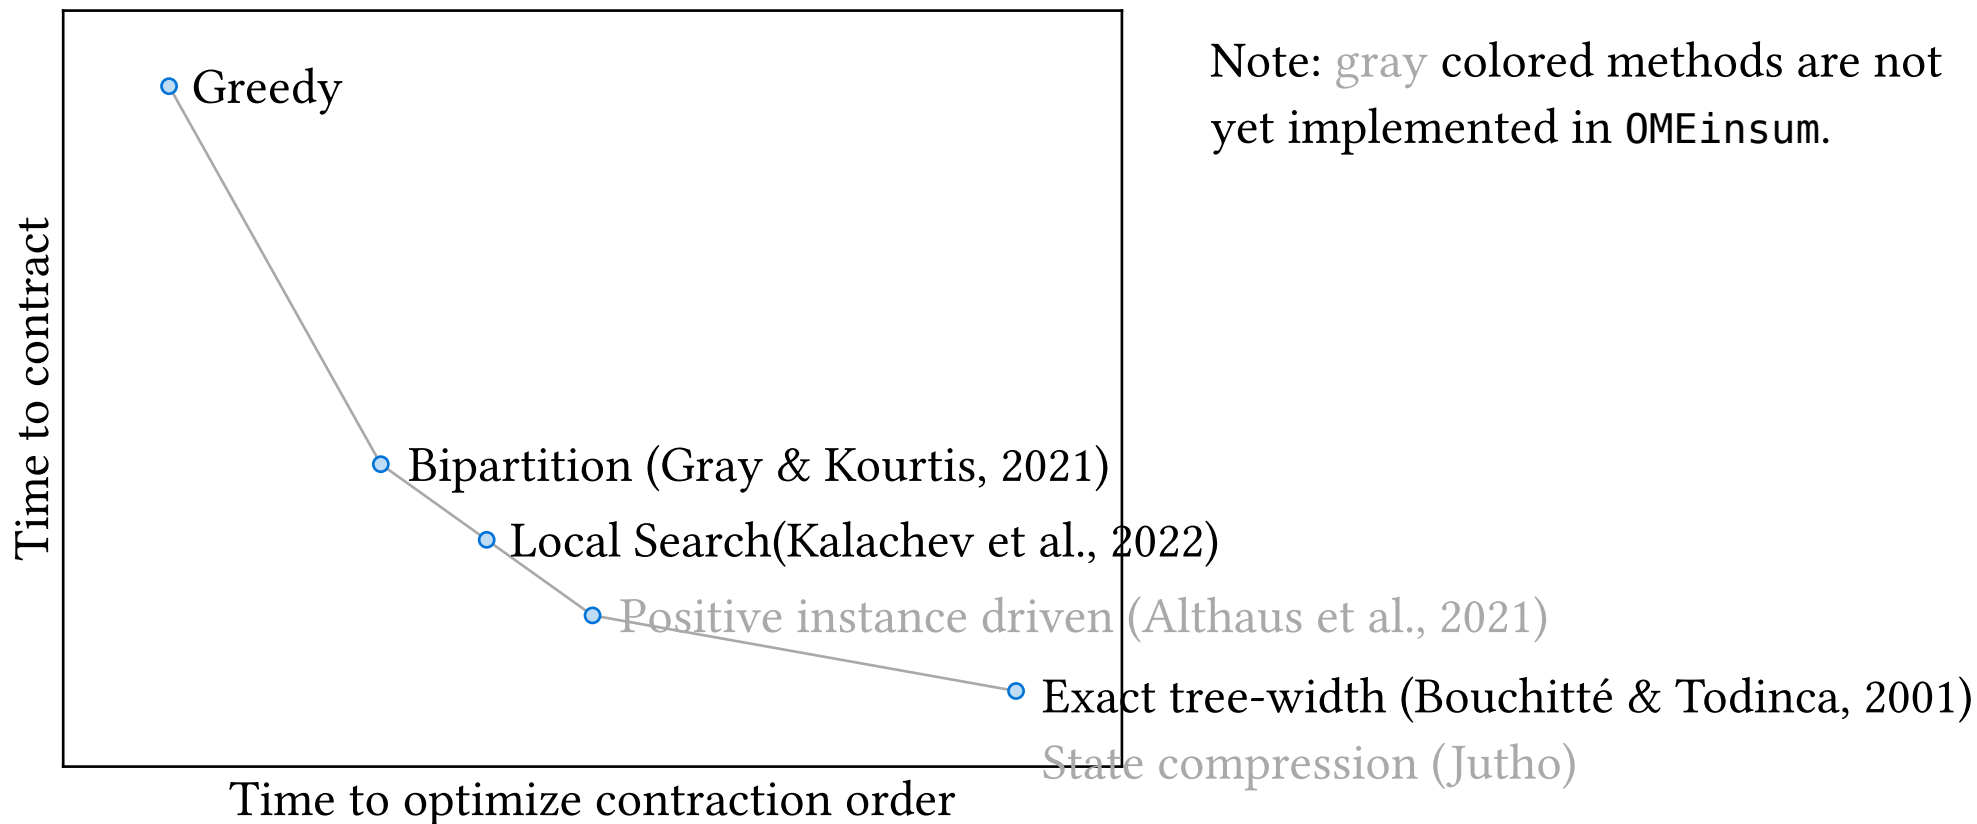 Greedy
Note: gray colored methods are not
yet implemented in OMEinsum.
Time to contract
Bipartition (Gray & Kourtis, 2021)
Local Search(Kalachev et al., 2022)
Positive instance driven (Althaus et al., 2021)
Exact tree-width (Bouchitté & Todinca, 2001)
State compression (Jutho)
Time to optimize contraction order